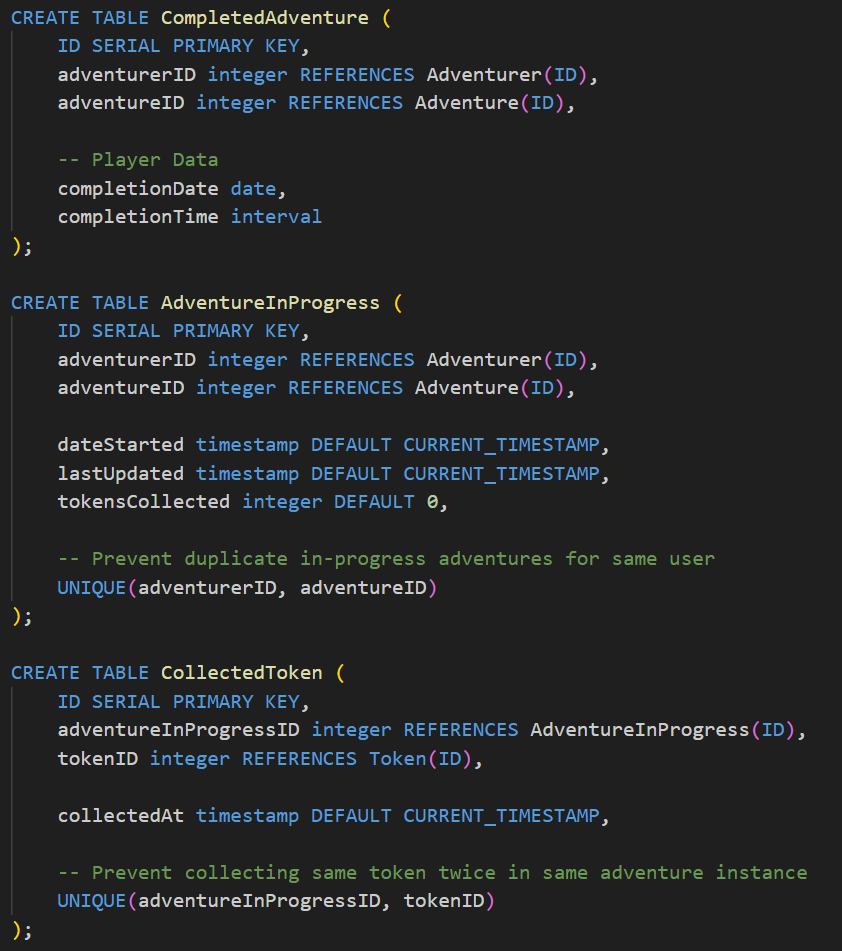 CREATE TABLE CompletedAdventure (
    ID SERIAL PRIMARY KEY,
    adventurerID integer REFERENCES Adventurer(ID),
    adventureID integer REFERENCES Adventure(ID),

    -- Player Data
    completionDate date,
    completionTime interval
);

CREATE TABLE AdventureInProgress (
    ID SERIAL PRIMARY KEY,
    adventurerID integer REFERENCES Adventurer(ID),
    adventureID integer REFERENCES Adventure(ID),

    dateStarted timestamp DEFAULT CURRENT_TIMESTAMP,
    lastUpdated timestamp DEFAULT CURRENT_TIMESTAMP,
    tokensCollected integer DEFAULT 0,

    -- Prevent duplicate in-progress adventures for same user
    UNIQUE(adventurerID, adventureID)
);

CREATE TABLE CollectedToken (
    ID SERIAL PRIMARY KEY,
    adventureInProgressID integer REFERENCES AdventureInProgress(ID),
    tokenID integer REFERENCES Token(ID),

    collectedAt timestamp DEFAULT CURRENT_TIMESTAMP,

    -- Prevent collecting same token twice in same adventure instance
    UNIQUE(adventureInProgressID, tokenID)
);